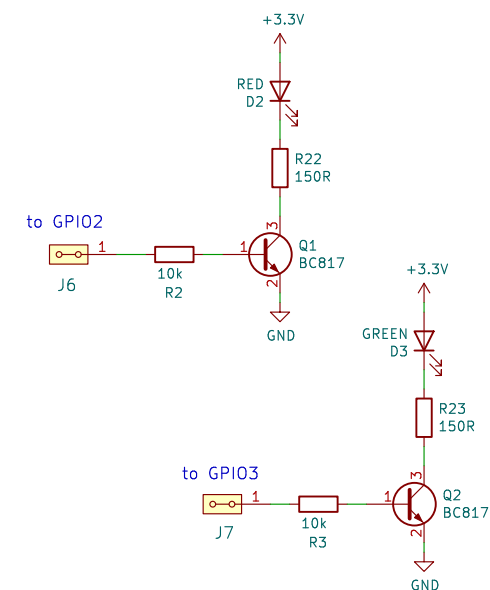 +3.3V
RED
D2
R22
150R
to GPIO2
1
J6
10k
R2
1
3
2
Q1
BC817
GND
+3.3V
GREEN
D3
R23
150R
to GPIO3
1
J7
10k
R3
1
3
2
Q2
BC817
GND